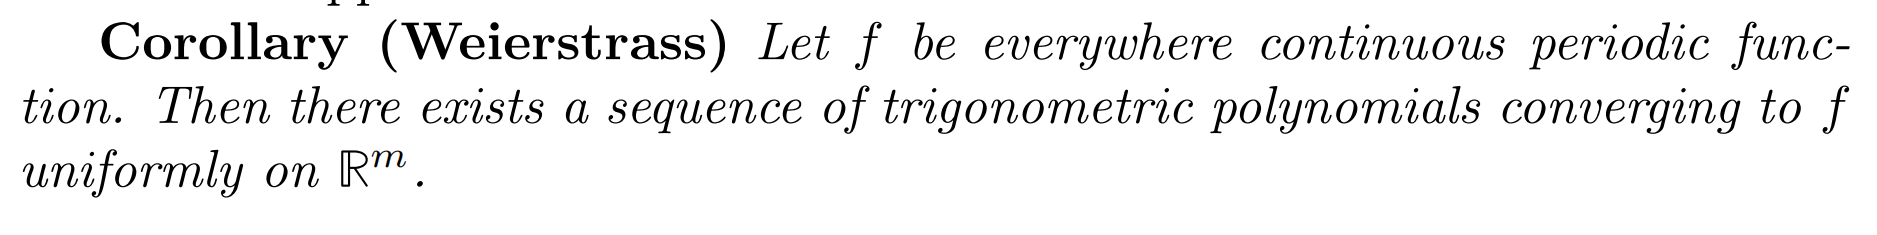 Corollary (Weierstrass) Let f be everywhere continuous periodic func-
tion. Then there exists a sequence of trigonometric polynomials converging to f
uniformly on ℝᵐ.